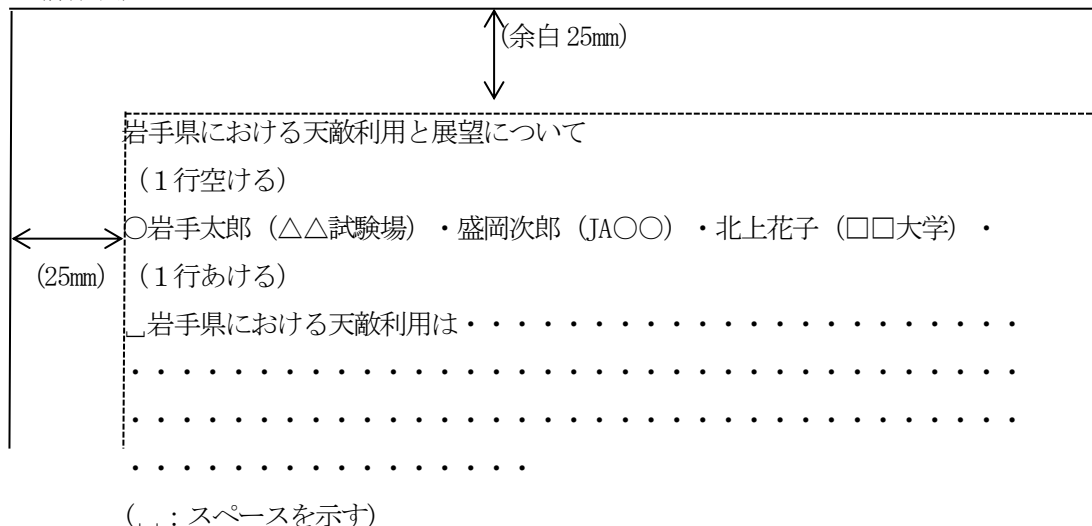 (余白 25mm)
岩手県における天敵利用と展望について
(1行空ける)
○岩手太郎(△△試験場)・盛岡次郎(JA○○)・北上花子(□□大学)・
(25mm)
(1行あける)
␣岩手県における天敵利用は・・・・・・・・・・・・・・・・・・・・・・
・・・・・・・・・・・・・・・・・・・・・・・・・・・・・・・・・・・
・・・・・・・・・・・・・・・・・・・・・・・・・・・・・・・・・・・
・・・・・・・・・・・・・・・・
(␣:スペースを示す)